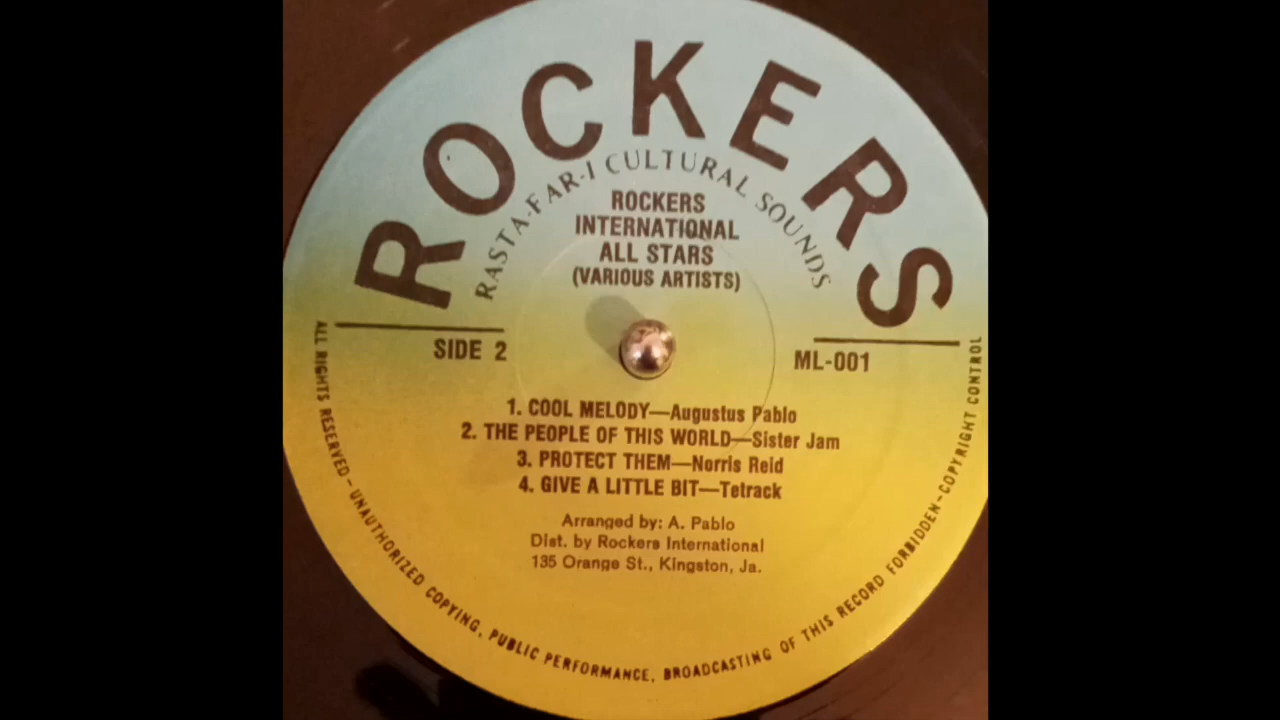 ROCKERS
RASTA-FAR-I CULTURAL SOUNDS
ROCKERS
INTERNATIONAL
ALL STARS
(VARIOUS ARTISTS)
SIDE 2
ML-001
1. COOL MELODY—Augustus Pablo
2. THE PEOPLE OF THIS WORLD—Sister Jam
3. PROTECT THEM—Norris Reid
4. GIVE A LITTLE BIT—Tetrack
Arranged by: A. Pablo
Dist. by Rockers International
135 Orange St., Kingston, Ja.
ALL RIGHTS RESERVED – UNAUTHORIZED COPYING, PUBLIC PERFORMANCE, BROADCASTING OF THIS RECORD FORBIDDEN – COPYRIGHT CONTROL